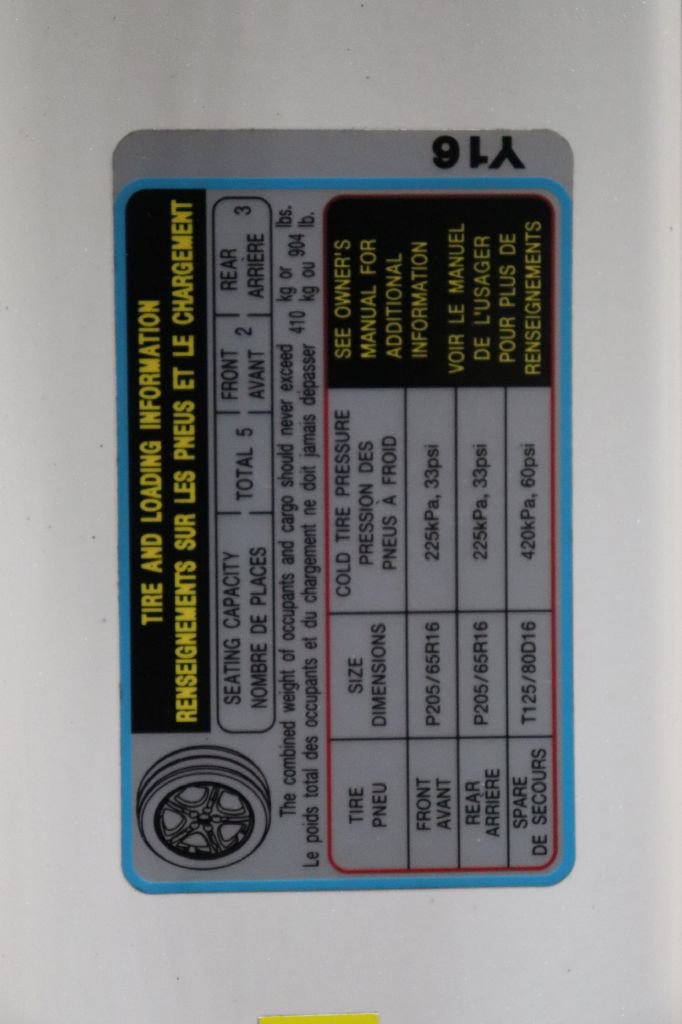 TIRE AND LOADING INFORMATION
RENSEIGNEMENTS SUR LES PNEUS ET LE CHARGEMENT
SEATING CAPACITY
NOMBRE DE PLACES
TOTAL 5
FRONT
AVANT 2
REAR
ARRIÈRE 3
The combined weight of occupants and cargo should never exceed 410 kg or 904 lbs.
Le poids total des occupants et du chargement ne doit jamais dépasser 410 kg ou 904 lb.
TIRE
PNEU
SIZE
DIMENSIONS
COLD TIRE PRESSURE
PRESSION DES
PNEUS À FROID
FRONT
AVANT
P205/65R16
225kPa, 33psi
REAR
ARRIÈRE
P205/65R16
225kPa, 33psi
SPARE
DE SECOURS
T125/80D16
420kPa, 60psi
SEE OWNER'S
MANUAL FOR
ADDITIONAL
INFORMATION
VOIR LE MANUEL
DE L'USAGER
POUR PLUS DE
RENSEIGNEMENTS
Y16